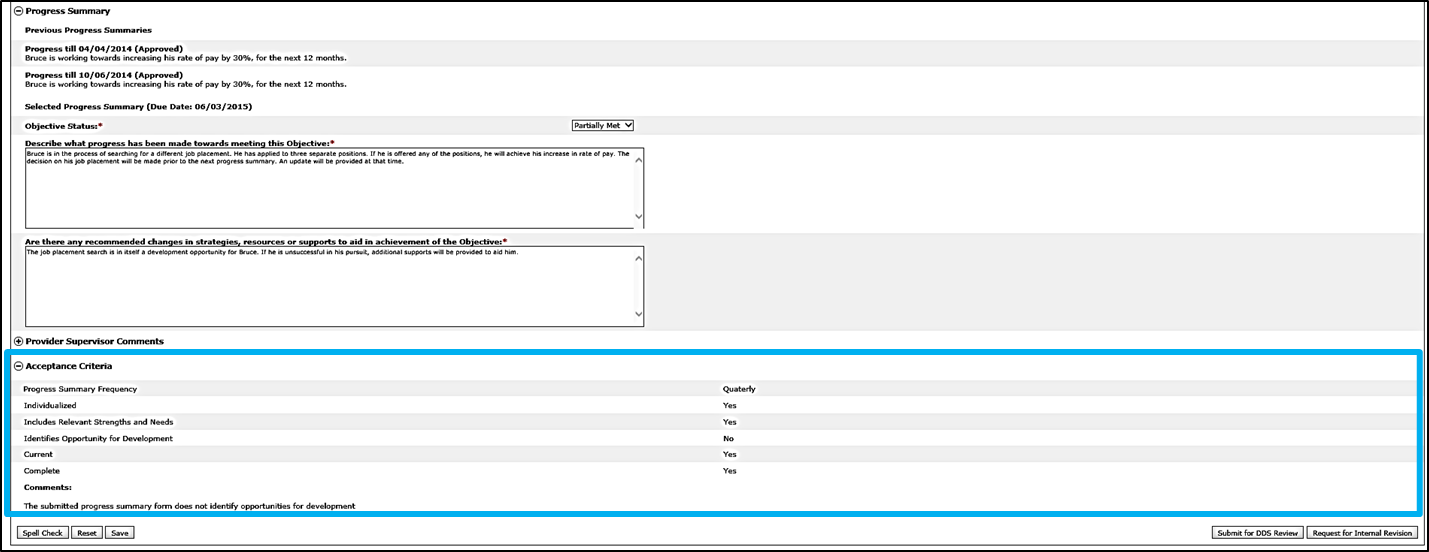 Progress Summary
Previous Progress Summaries
Progress till 04/04/2014 (Approved)
Bruce is working towards increasing his rate of pay by 30%, for the next 12 months.
Progress till 10/06/2014 (Approved)
Bruce is working towards increasing his rate of pay by 30%, for the next 12 months.
Selected Progress Summary (Due Date: 06/03/2015)
Objective Status:* Partially Met
Describe what progress has been made towards meeting this Objective:*
Bruce is in the process of searching for a different job placement. He has applied to three separate positions. If he is offered any of the positions, he will achieve his increase in rate of pay. The
decision on his job placement will be made prior to the next progress summary. An update will be provided at that time.
Are there any recommended changes in strategies, resources or supports to aid in achievement of the Objective:*
The job placement search is in itself a development opportunity for Bruce. If he is unsuccessful in his pursuit, additional supports will be provided to aid him.
Provider Supervisor Comments
Acceptance Criteria
Progress Summary Frequency Quaterly
Individualized Yes
Includes Relevant Strengths and Needs Yes
Identifies Opportunity for Development No
Current Yes
Complete Yes
Comments:
The submitted progress summary form does not identify opportunities for development
Spell Check Reset Save Submit for DDS Review Request for Internal Revision